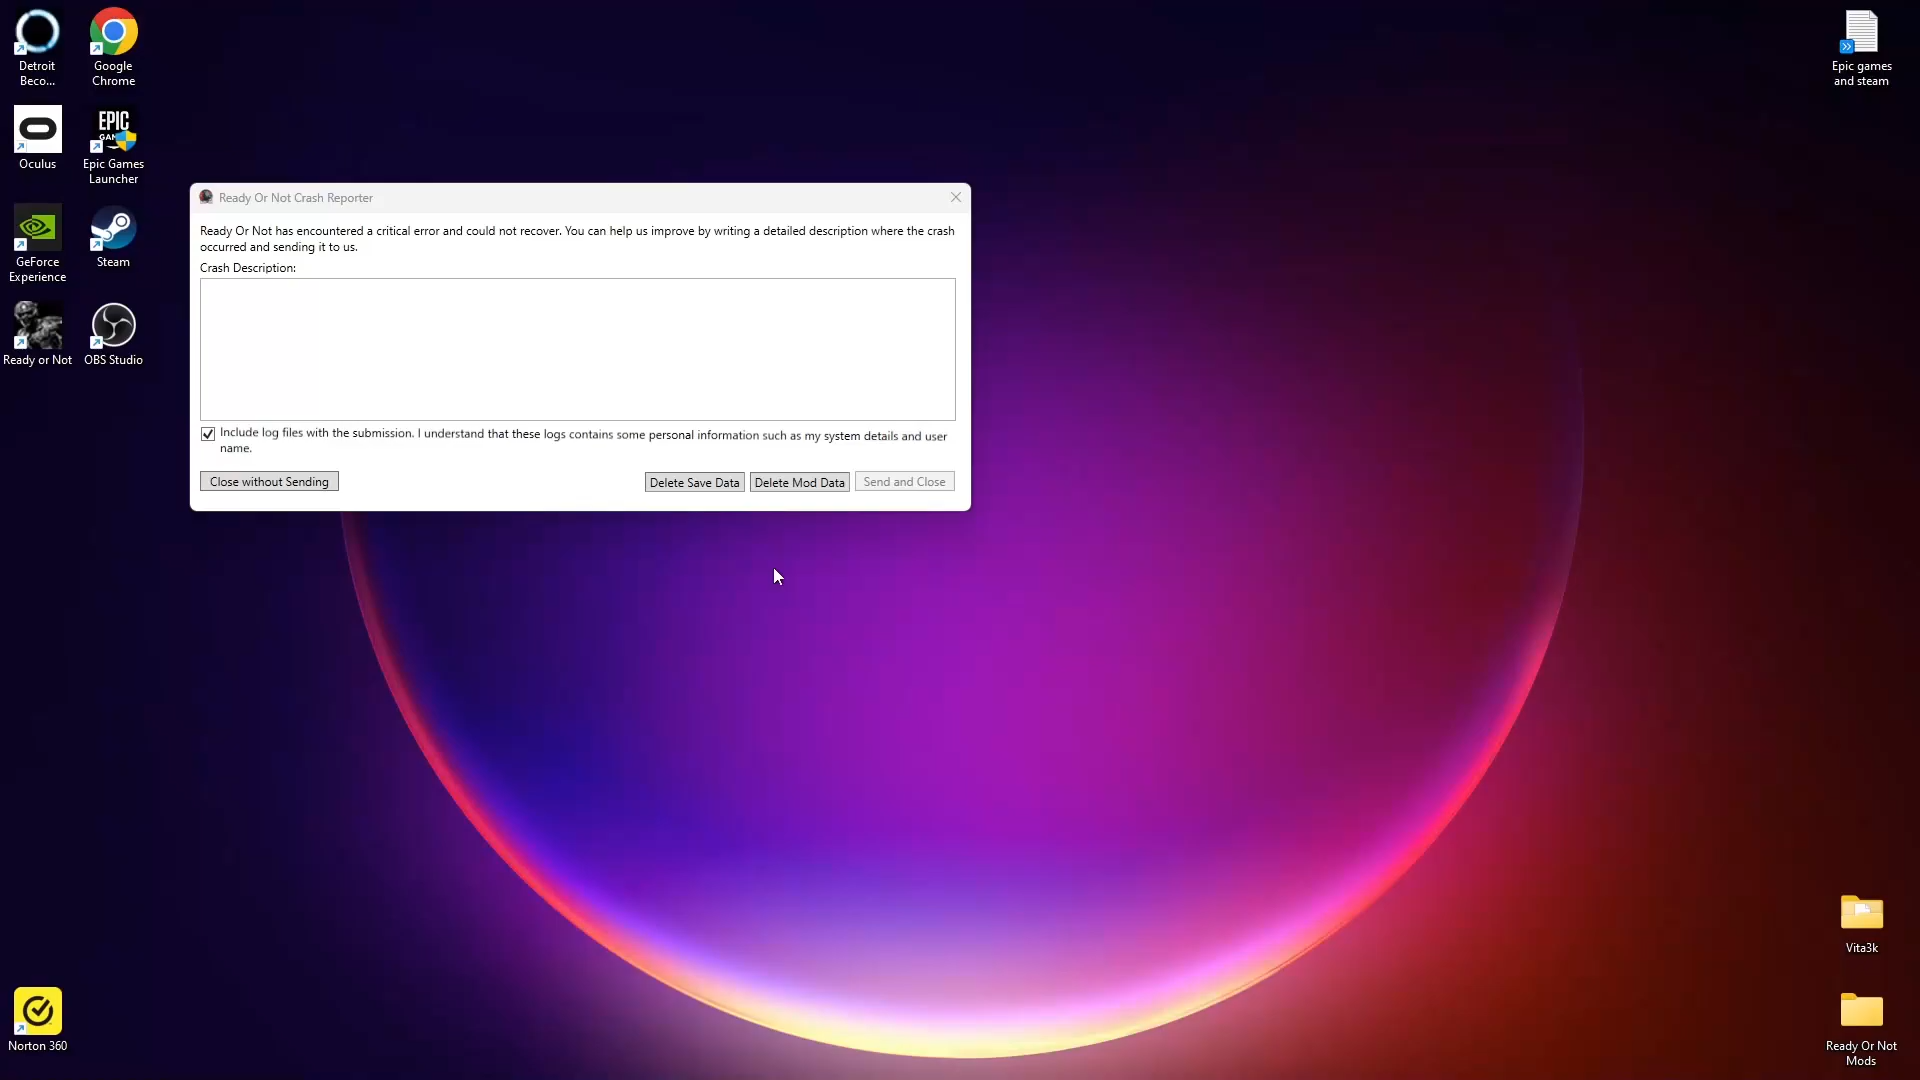 Detroit
Beco...
Google
Chrome
Oculus
EPIC
GAMES
Epic Games
Launcher
GeForce
Experience
Steam
Ready or Not
OBS Studio
Norton 360
Ready Or Not Crash Reporter
Ready Or Not has encountered a critical error and could not recover. You can help us improve by writing a detailed description where the crash
occurred and sending it to us.
Crash Description:
Include log files with the submission. I understand that these logs contains some personal information such as my system details and user
name.
Close without Sending
Delete Save Data
Delete Mod Data
Send and Close
Epic games
and steam
Vita3k
Ready Or Not
Mods